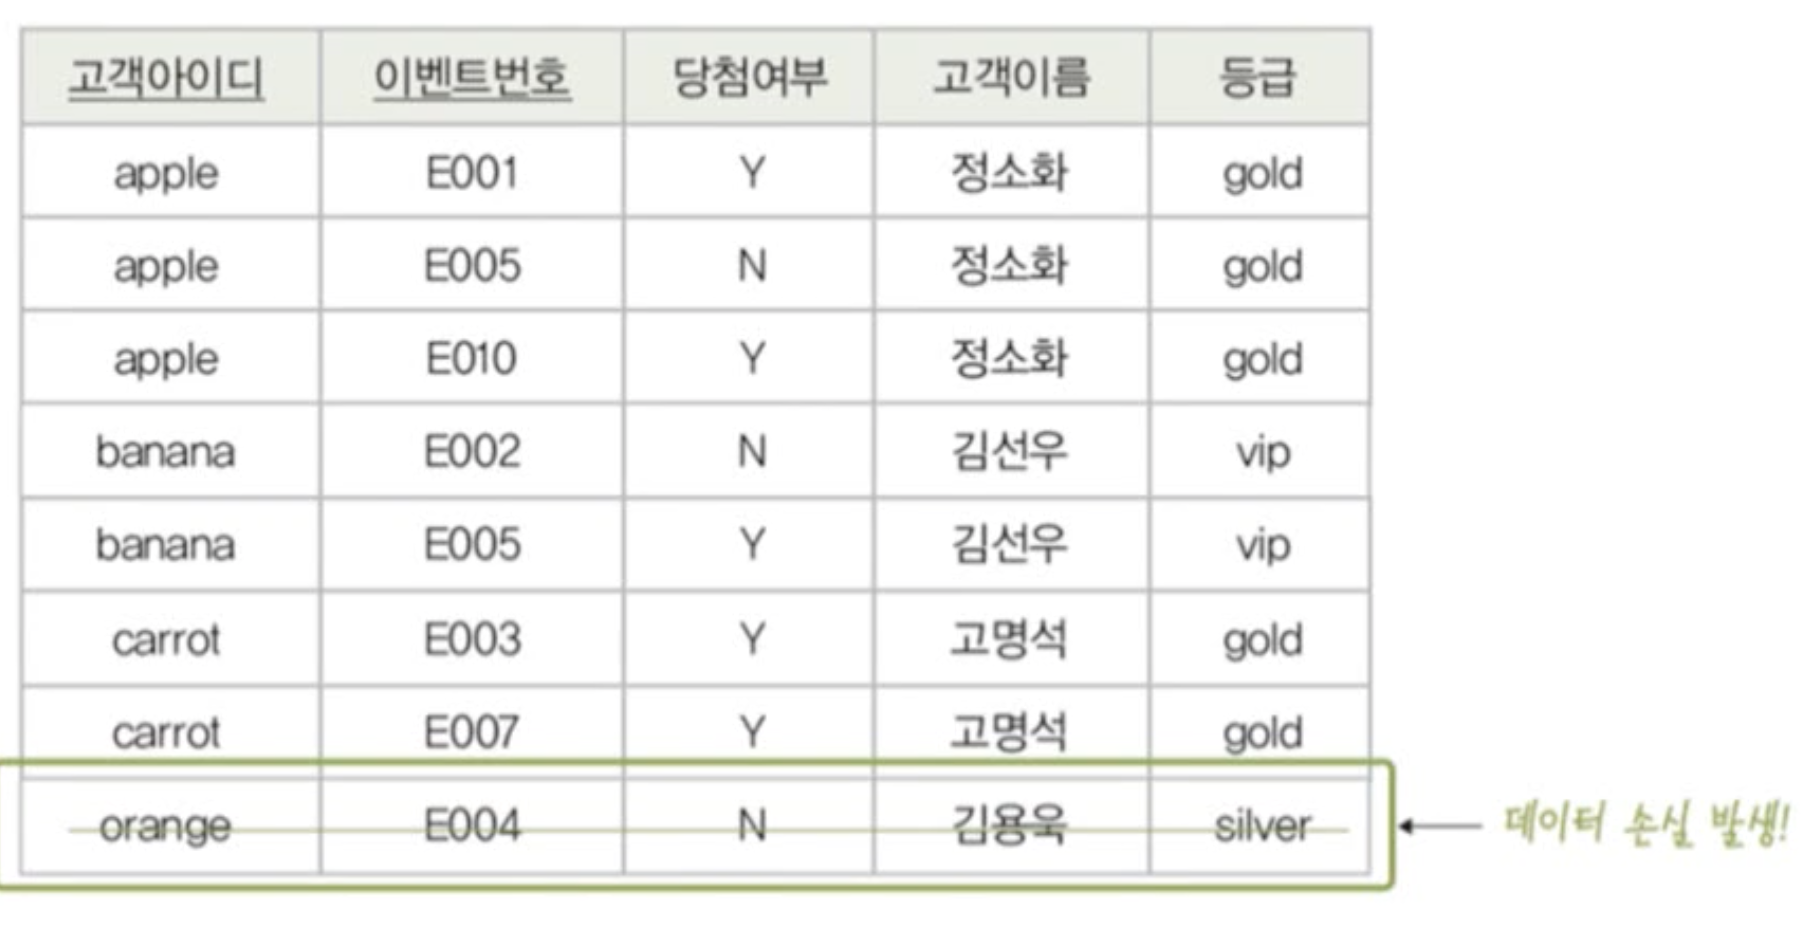 고객아이디 이벤트번호 당첨여부 고객이름 등급
apple E001 Y 정소화 gold
apple E005 N 정소화 gold
apple E010 Y 정소화 gold
banana E002 N 김선우 vip
banana E005 Y 김선우 vip
carrot E003 Y 고명석 gold
carrot E007 Y 고명석 gold
orange E004 N 김용욱 silver 데이터 손실 발생!